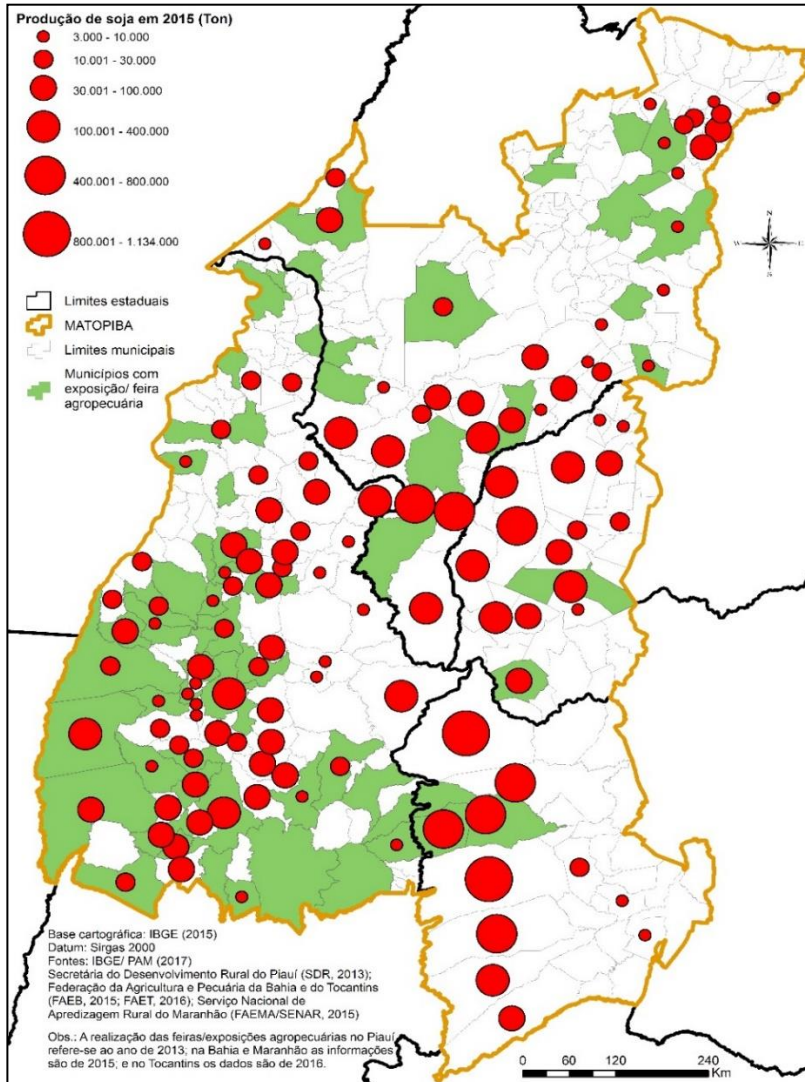 Produção de soja em 2015 (Ton)
3.000 - 10.000
10.001 - 30.000
30.001 - 100.000
100.001 - 400.000
400.001 - 800.000
800.001 - 1.134.000
Limites estaduais
MATOPIBA
Limites municipais
Municípios com
exposição/ feira
agropecuária
N
W E
S
Base cartográfica: IBGE (2015)
Datum: Sirgas 2000
Fontes: IBGE/ PAM (2017)
Secretária do Desenvolvimento Rural do Piauí (SDR, 2013);
Federação da Agricultura e Pecuária da Bahia e do Tocantins
(FAEB, 2015; FAET, 2016); Serviço Nacional de
Apredizagem Rural do Maranhão (FAEMA/SENAR, 2015)
Obs.: A realização das feiras/exposições agropecuárias no Piauí
refere-se ao ano de 2013; na Bahia e Maranhão as informações
são de 2015; e no Tocantins os dados são de 2016.
0 30 60 120 240
Km